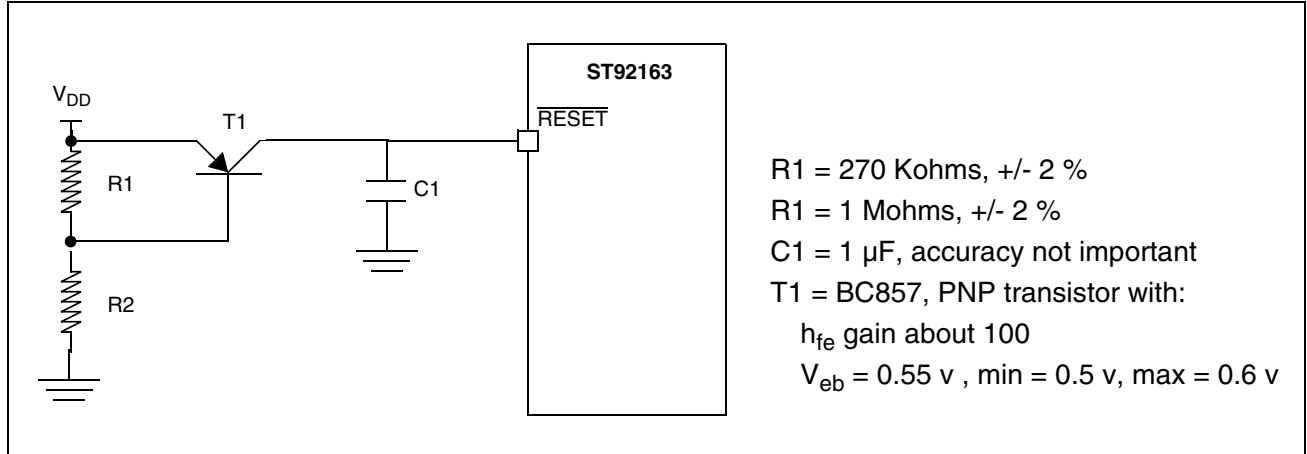 ST92163
V_DD
RESET
T1
R1
C1
R2
R1 = 270 Kohms, +/- 2 %
R1 = 1 Mohms, +/- 2 %
C1 = 1 µF, accuracy not important
T1 = BC857, PNP transistor with:
h_fe gain about 100
V_eb = 0.55 v , min = 0.5 v, max = 0.6 v